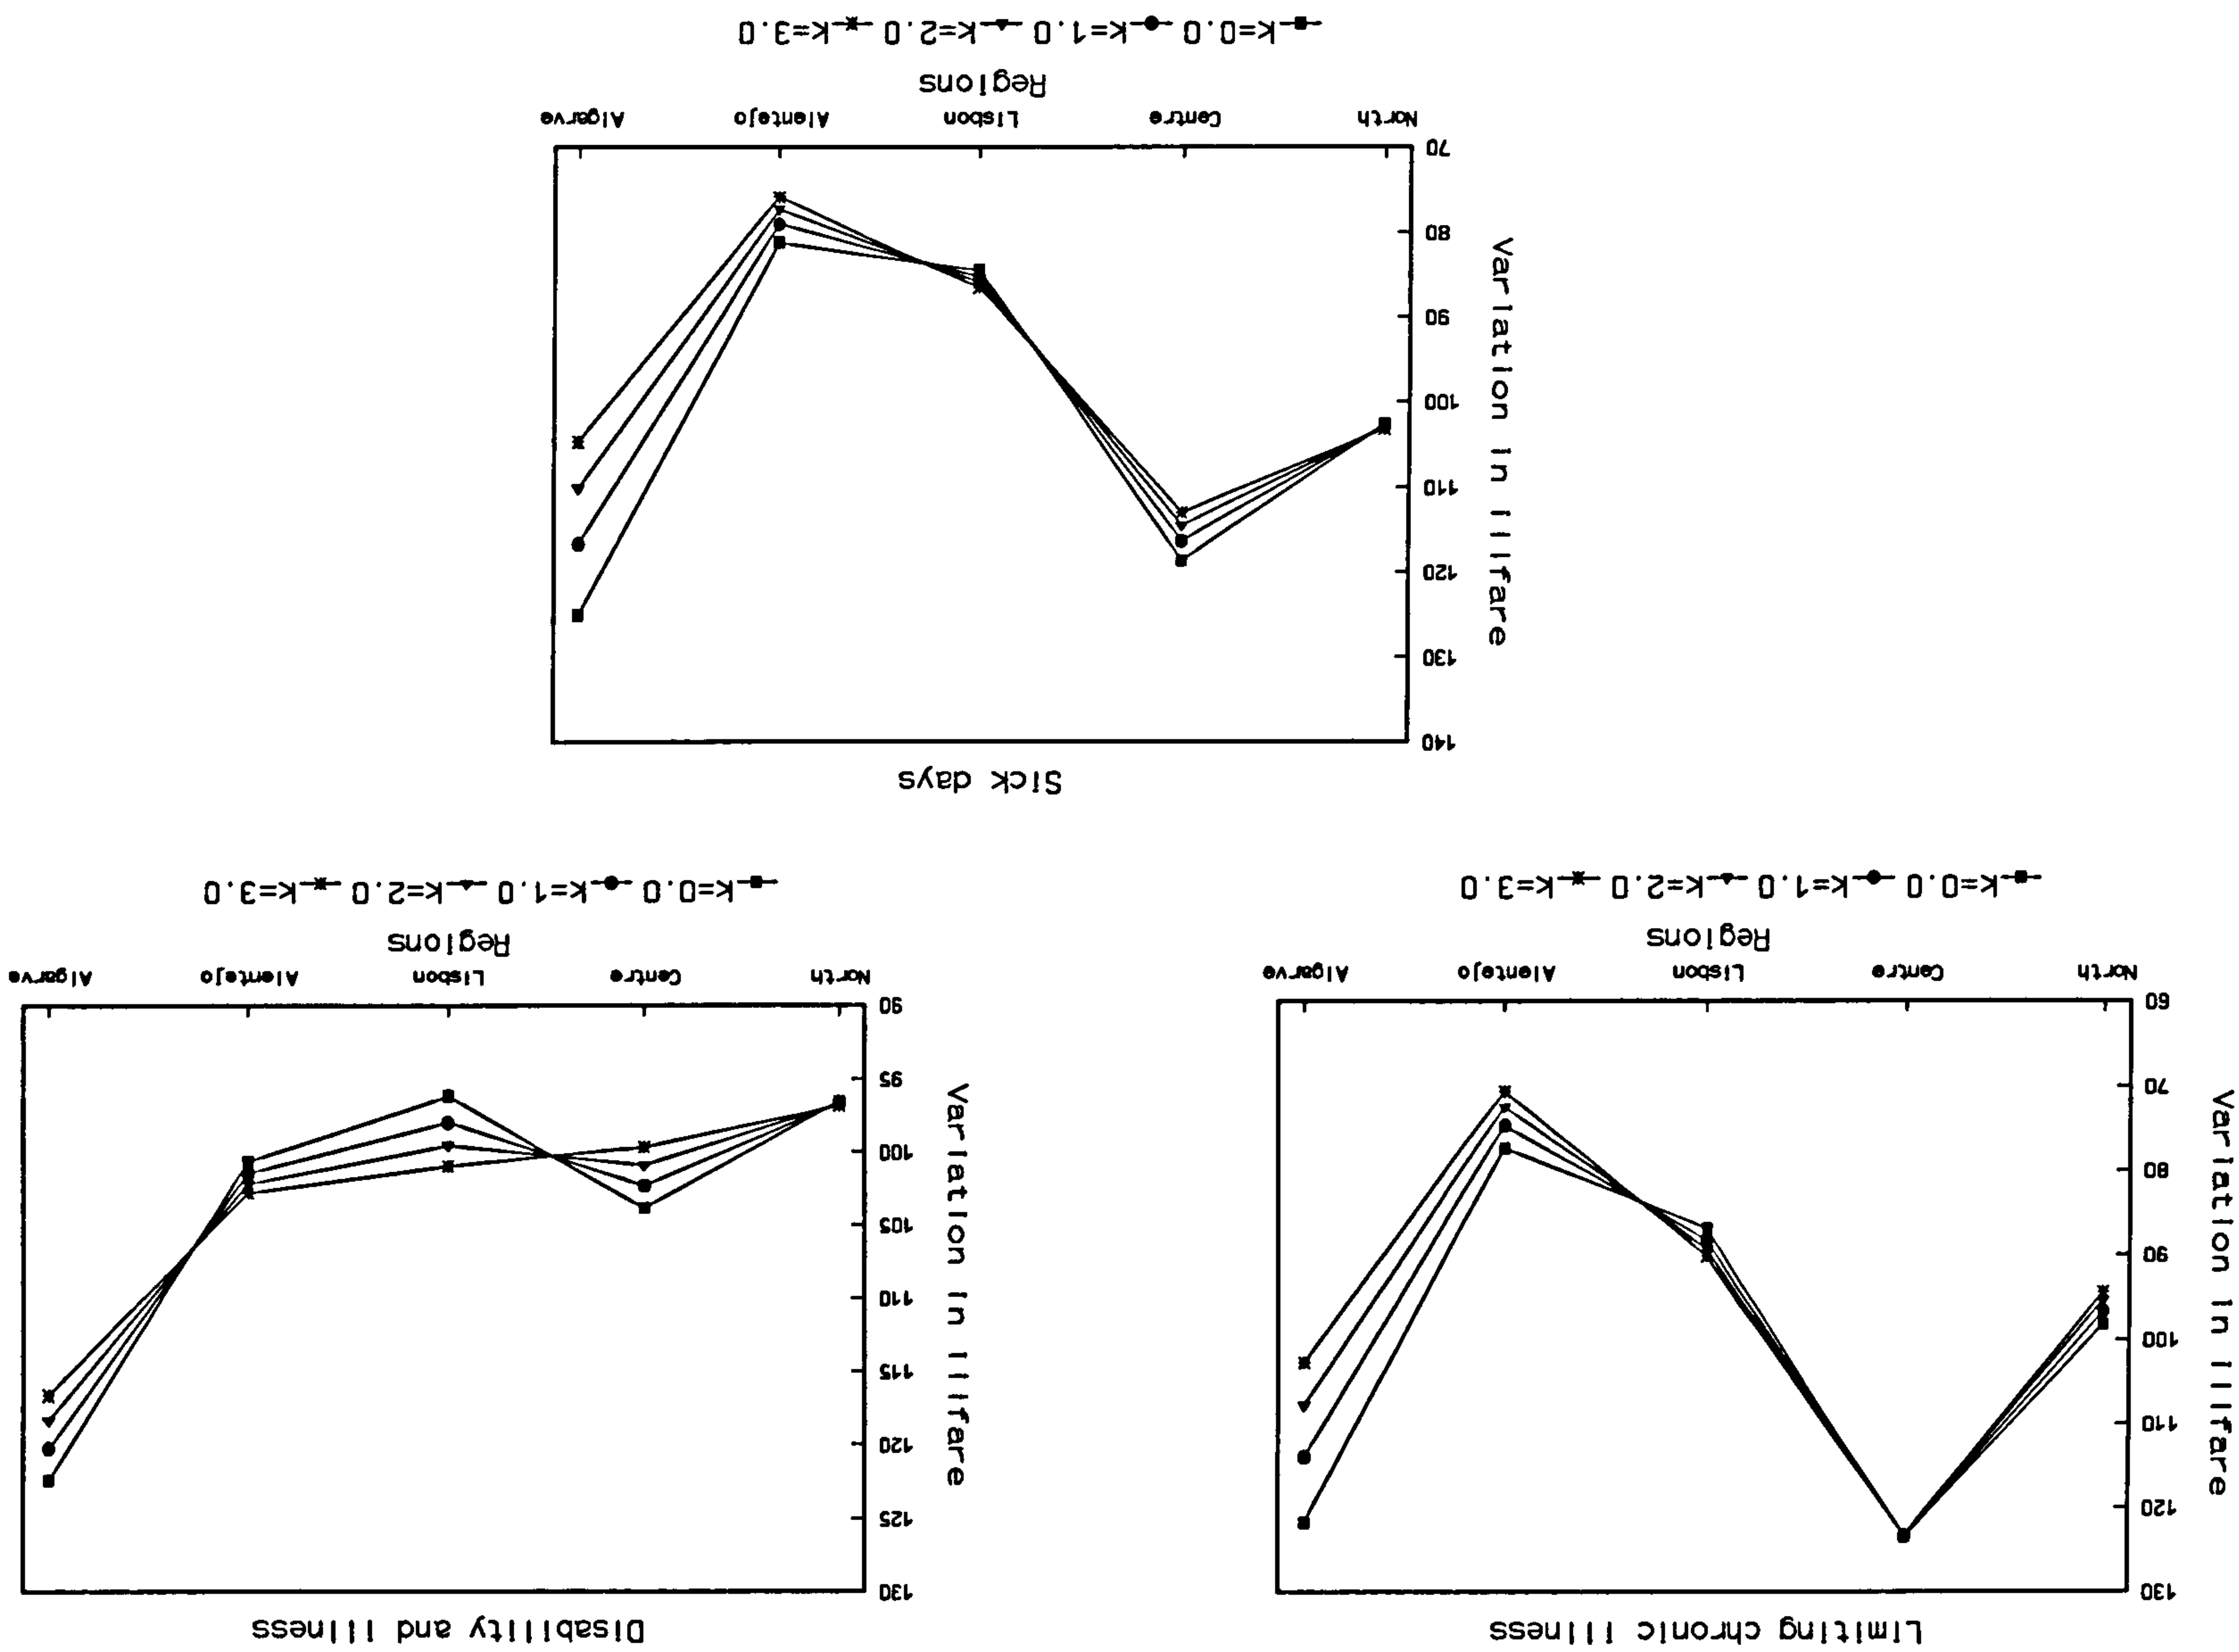 Limiting chronic illness
Variation in illfare
130
120
110
100
90
80
70
60
North Centre Lisbon Alentejo Algarve
Regions
k=0.0 k=1.0 k=2.0 k=3.0
Disability and illness
Variation in illfare
130
125
120
115
110
105
100
95
90
North Centre Lisbon Alentejo Algarve
Regions
k=0.0 k=1.0 k=2.0 k=3.0
Sick days
Variation in illfare
140
130
120
110
100
90
80
70
North Centre Lisbon Alentejo Algarve
Regions
k=0.0 k=1.0 k=2.0 k=3.0